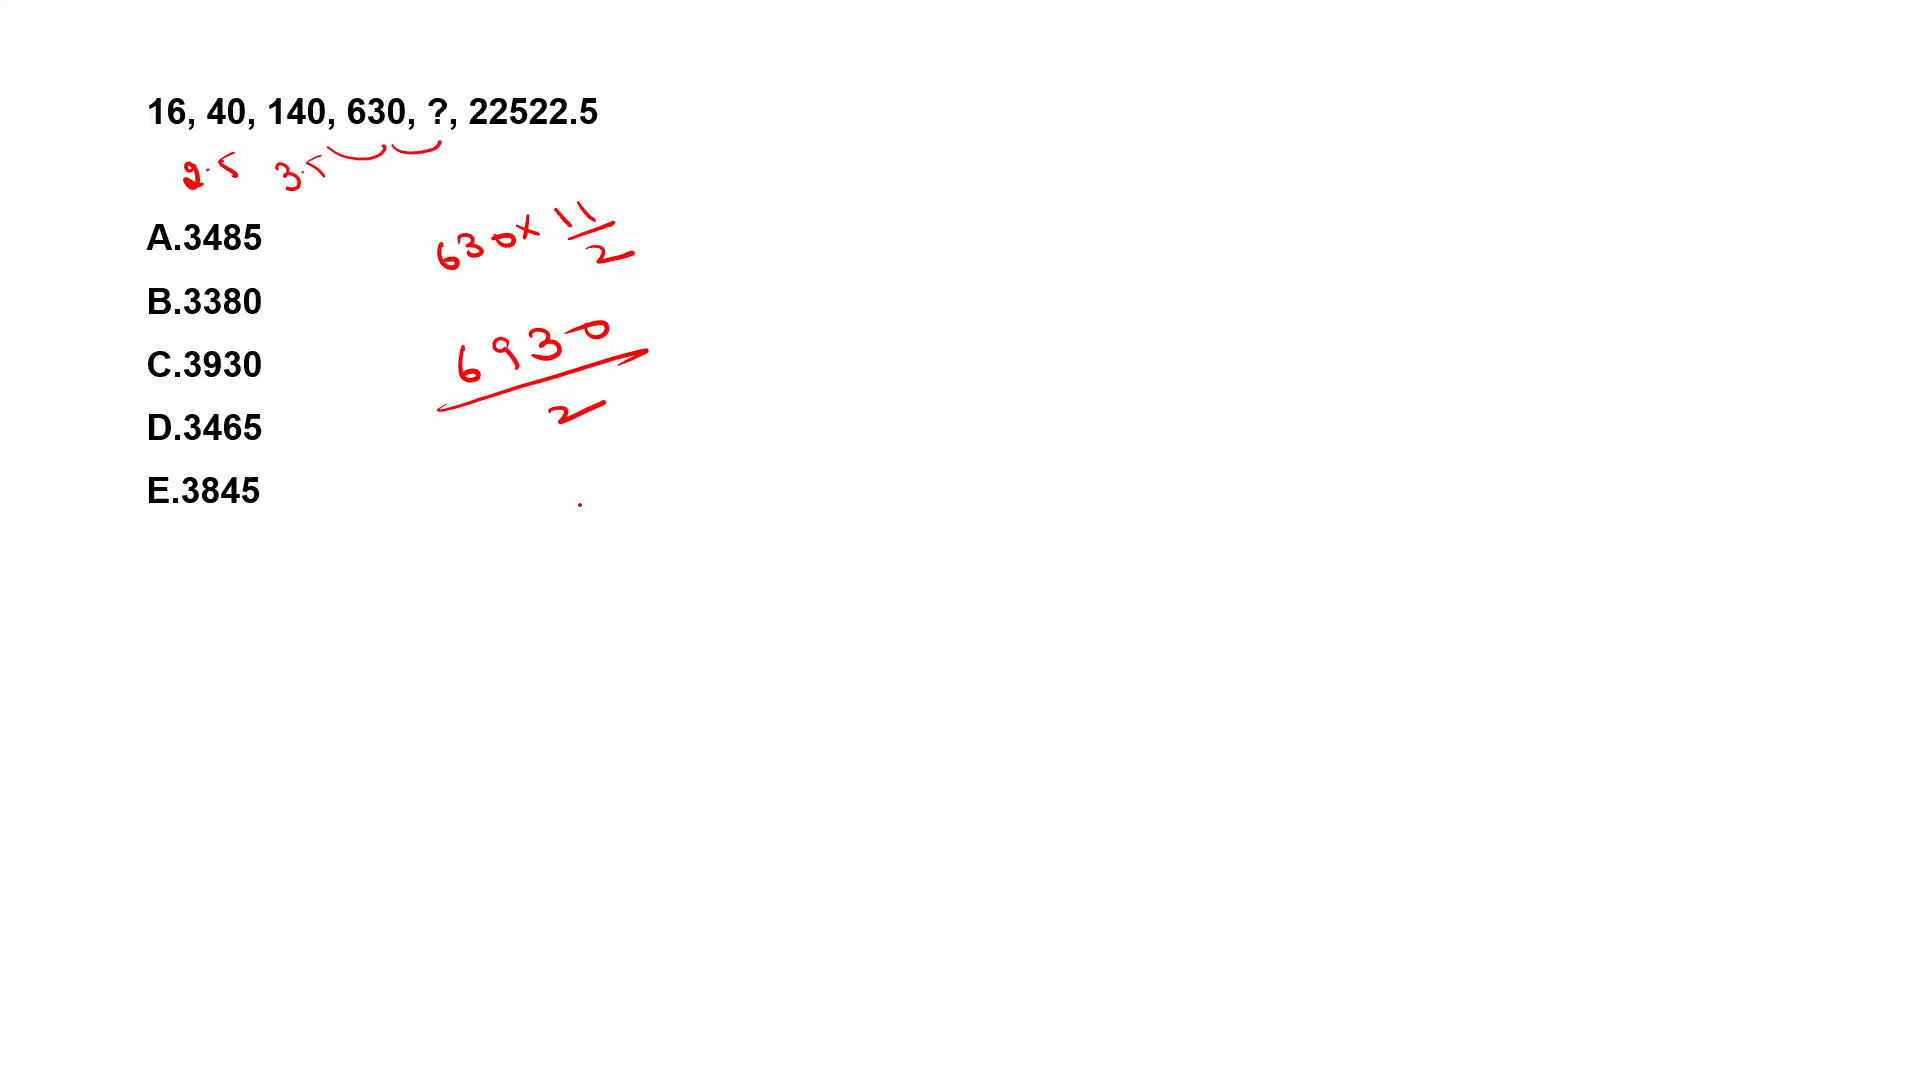 16, 40, 140, 630, ?, 22522.5
2.5 3.5
A.3485
630 x 11/2
B.3380
C.3930
6930/2
D.3465
E.3845